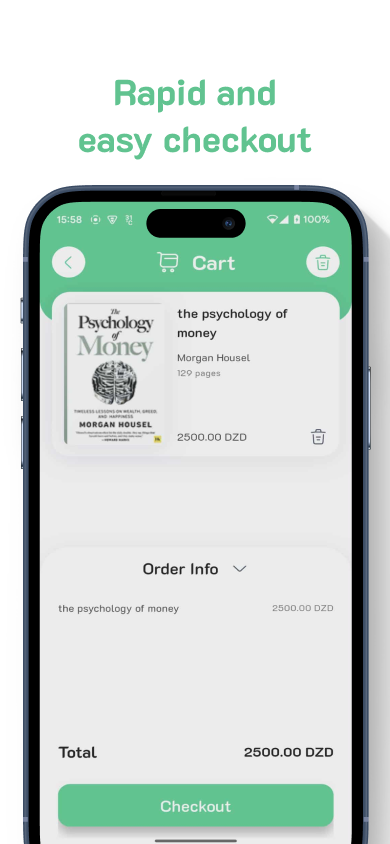 Rapid and
easy checkout
15:58
100%
Cart
The
Psychology
of
Money
TIMELESS LESSONS ON WEALTH, GREED,
AND HAPPINESS
MORGAN HOUSEL
the psychology of
money
Morgan Housel
129 pages
2500.00 DZD
Order Info
the psychology of money
2500.00 DZD
Total
2500.00 DZD
Checkout